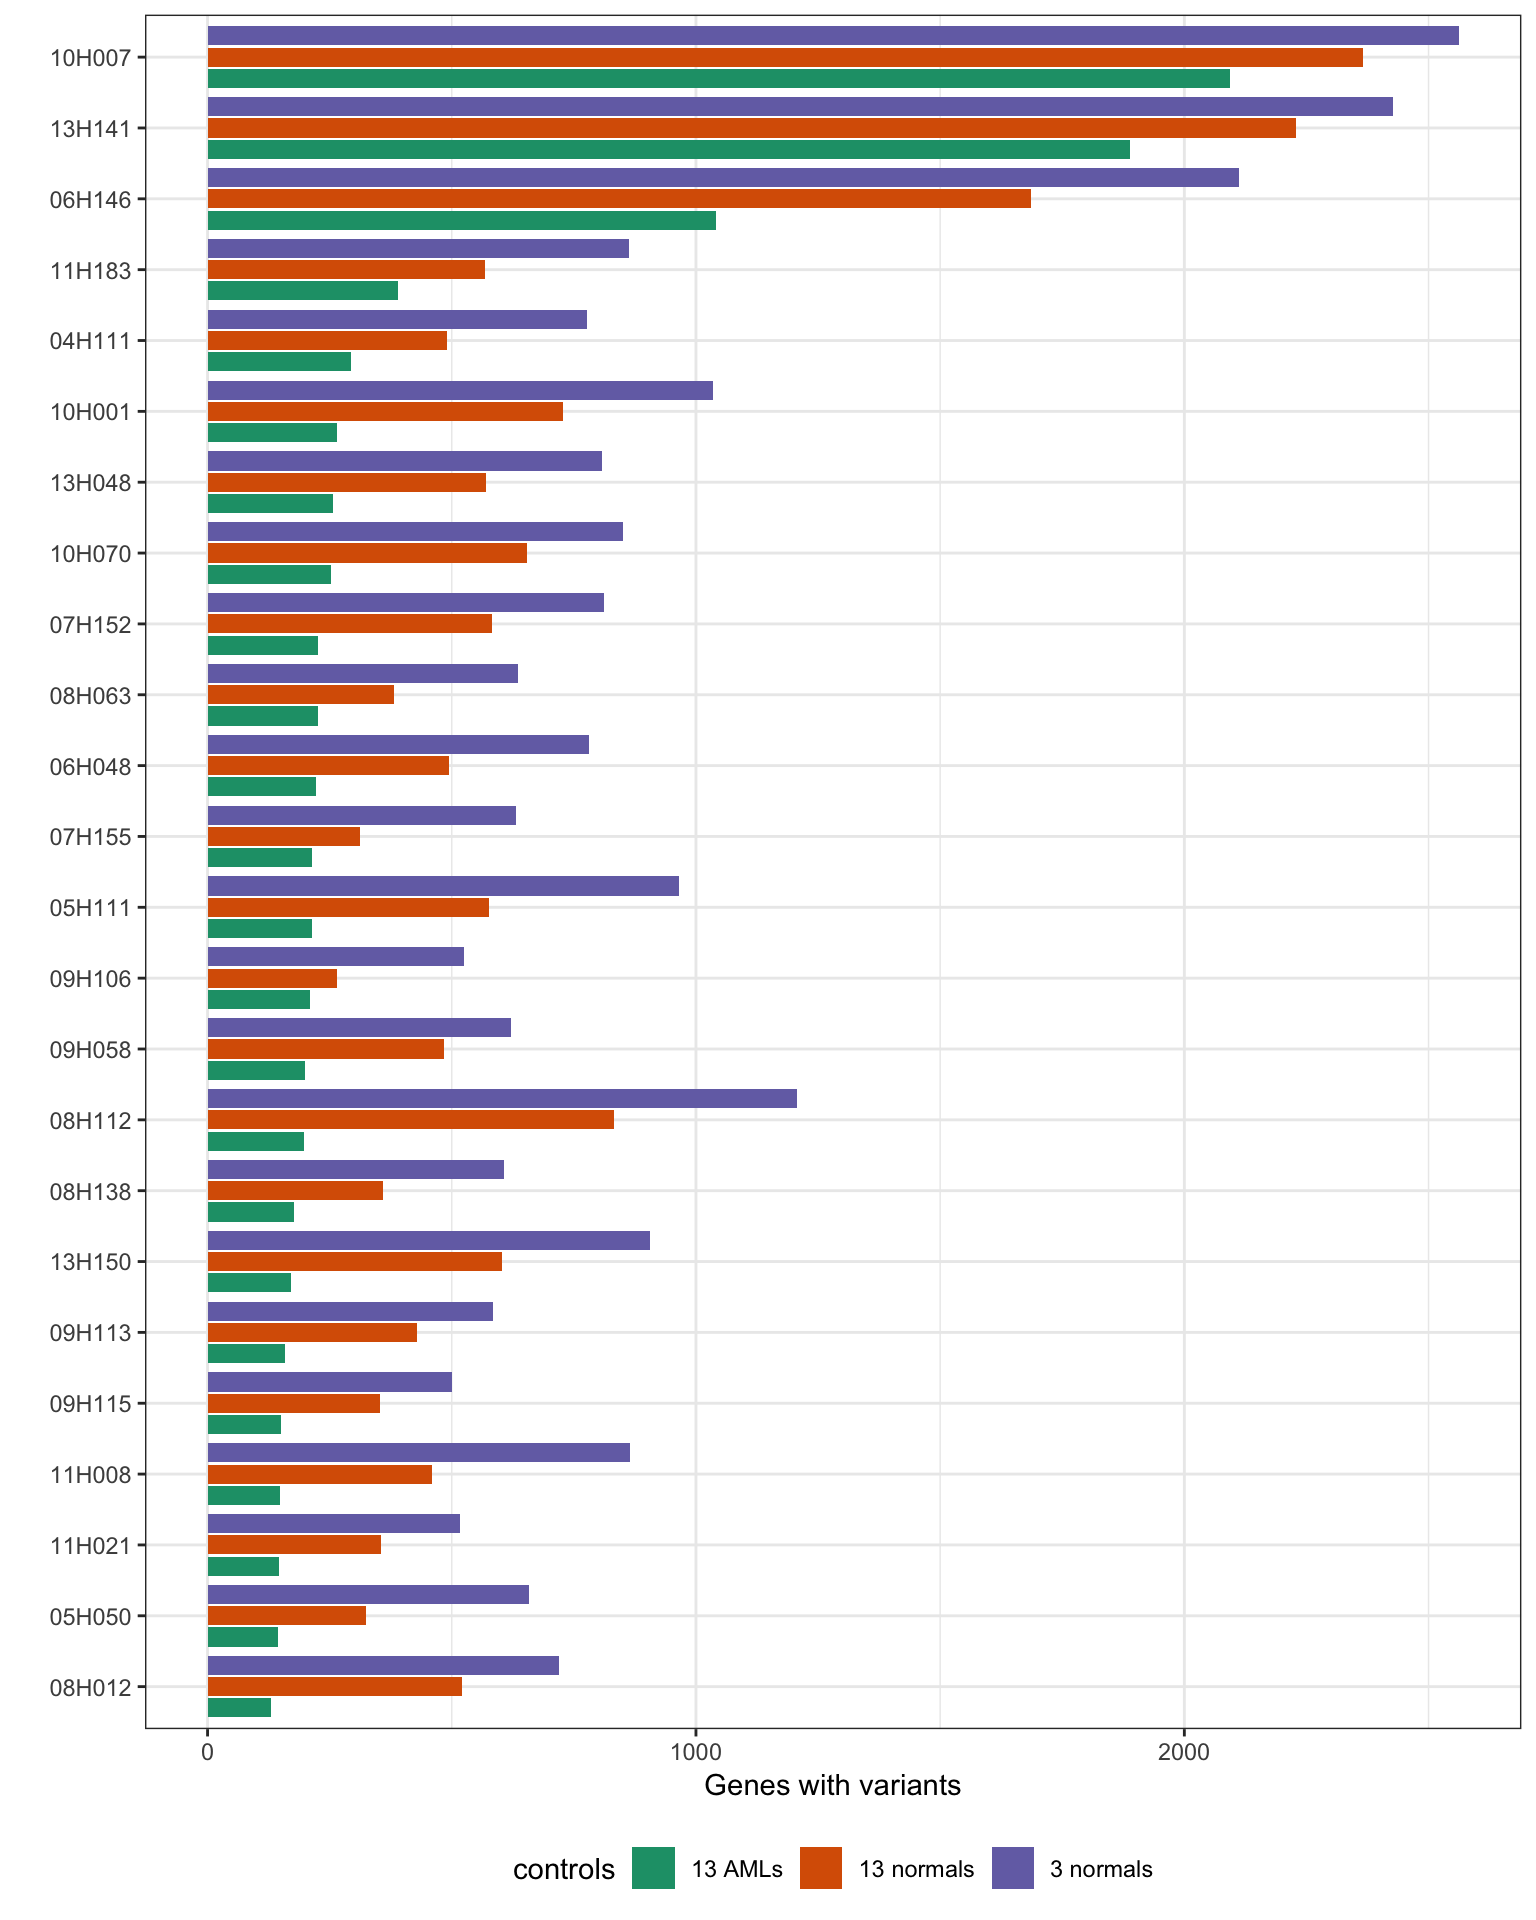 10H007
13H141
06H146
11H183
04H111
10H001
13H048
10H070
07H152
08H063
06H048
07H155
05H111
09H106
09H058
08H112
08H138
13H150
09H113
09H115
11H008
11H021
05H050
08H012
0 1000 2000
Genes with variants
controls 13 AMLs 13 normals 3 normals